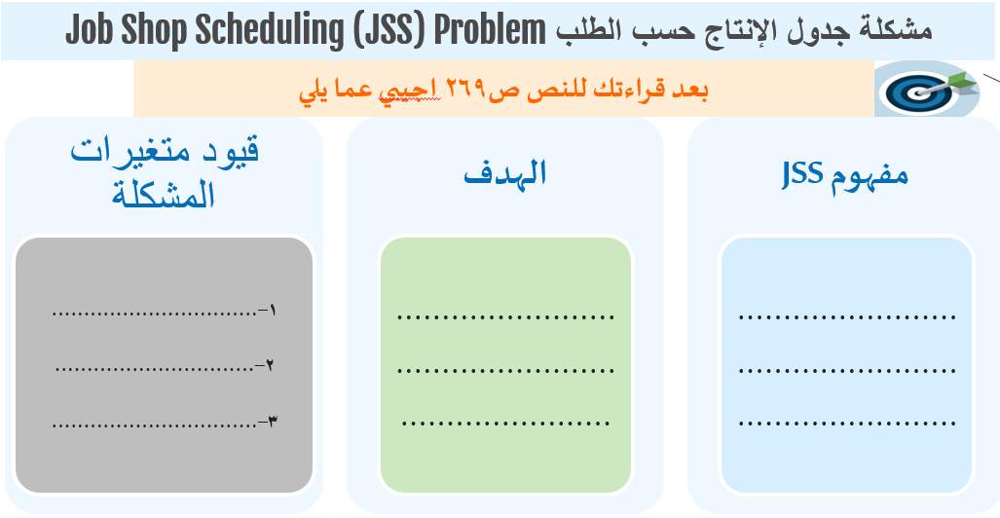 مشكلة جدول الإنتاج حسب الطلب Job Shop Scheduling (JSS) Problem
بعد قراءتك للنص ص٢٦٩ اجيبي عما يلي
مفهوم JSS
........................
........................
........................
الهدف
........................
........................
.......................
قيود متغيرات
المشكلة
١-................................
٢-...............................
٣-................................